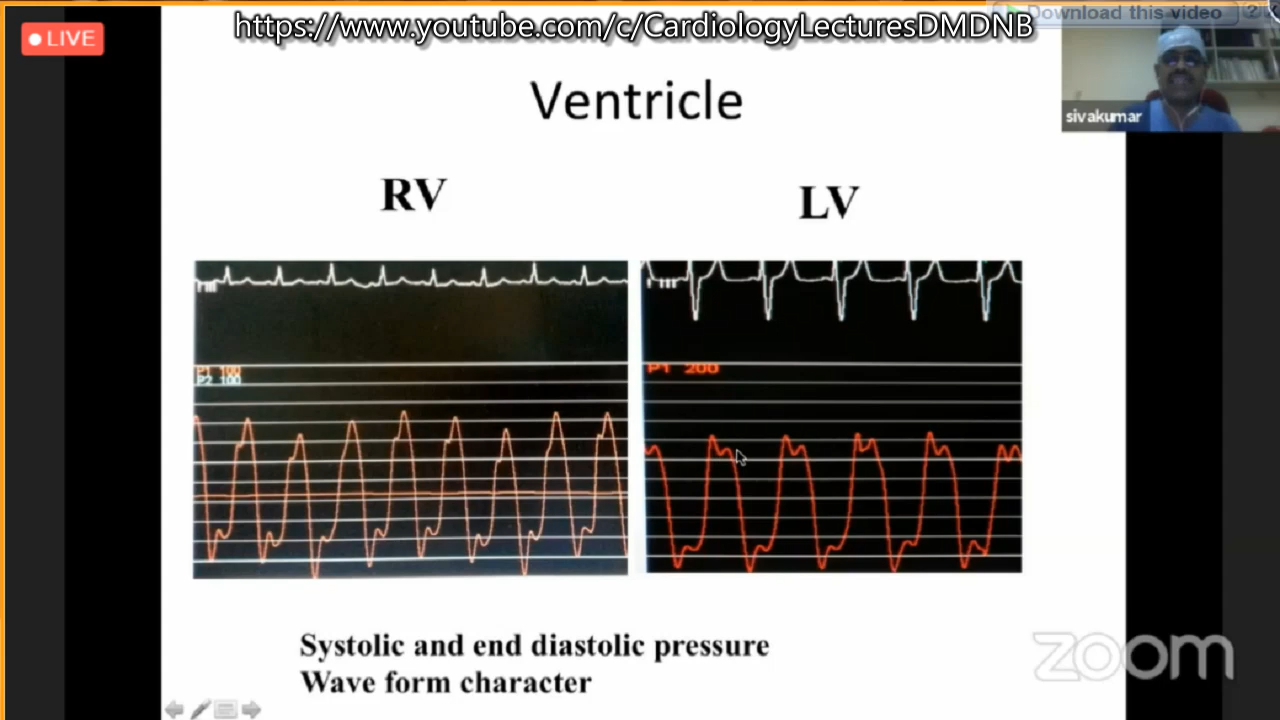 https://www.youtube.com/c/CardiologyLecturesDMDNB
Download this video ?
LIVE
Ventricle
sivakumar
RV
LV
P1 100
P2 100
P1 200
Systolic and end diastolic pressure
Wave form character
zoom